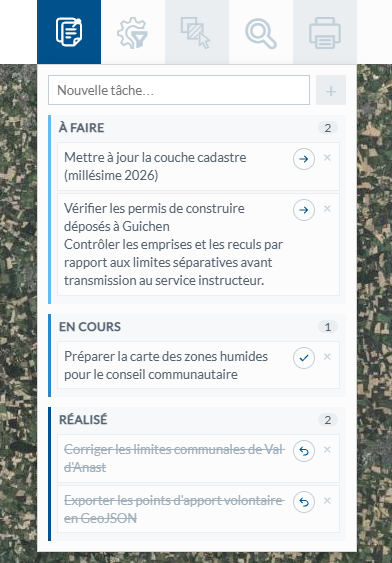 Nouvelle tâche...
+
À FAIRE 2
Mettre à jour la couche cadastre
(millésime 2026)
×
Vérifier les permis de construire
déposés à Guichen
Contrôler les emprises et les reculs par
rapport aux limites séparatives avant
transmission au service instructeur.
×
EN COURS 1
Préparer la carte des zones humides
pour le conseil communautaire
×
RÉALISÉ 2
Corriger les limites communales de Val
d'Anast
×
Exporter les points d'apport volontaire
en GeoJSON
×